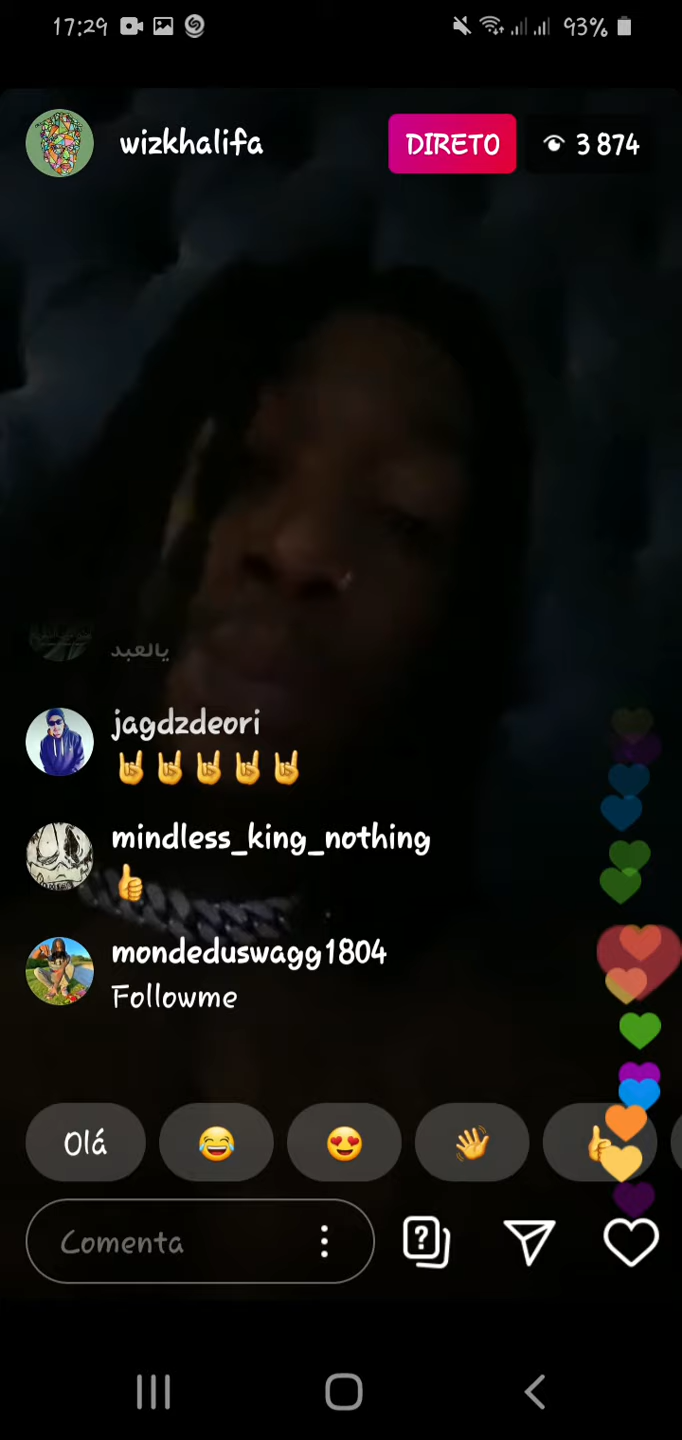 17:29
93%
wizkhalifa
DIRETO
3 874
يالعبد
jagdzdeori
mindless_king_nothing
mondeduswagg1804
Followme
Olá
Comenta